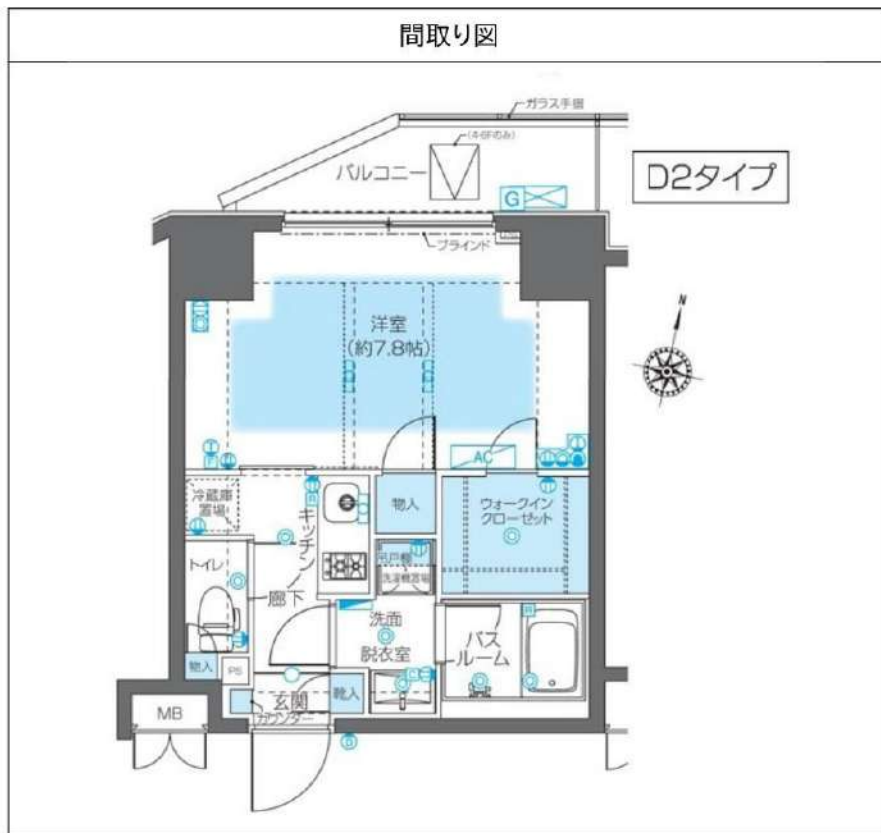 間取り図
ガラス手摺
(4-6Fのみ)
バルコニー
D2タイプ
G
ブラインド
N
洋室
(約7.8帖)
AC
冷蔵庫
置場
キッチン
物入
ウォークイン
クローゼット
トイレ
吊戸棚
洗濯機置場
廊下
洗面
脱衣室
バス
ルーム
物入
PS
玄関
カウンター
靴入
MB